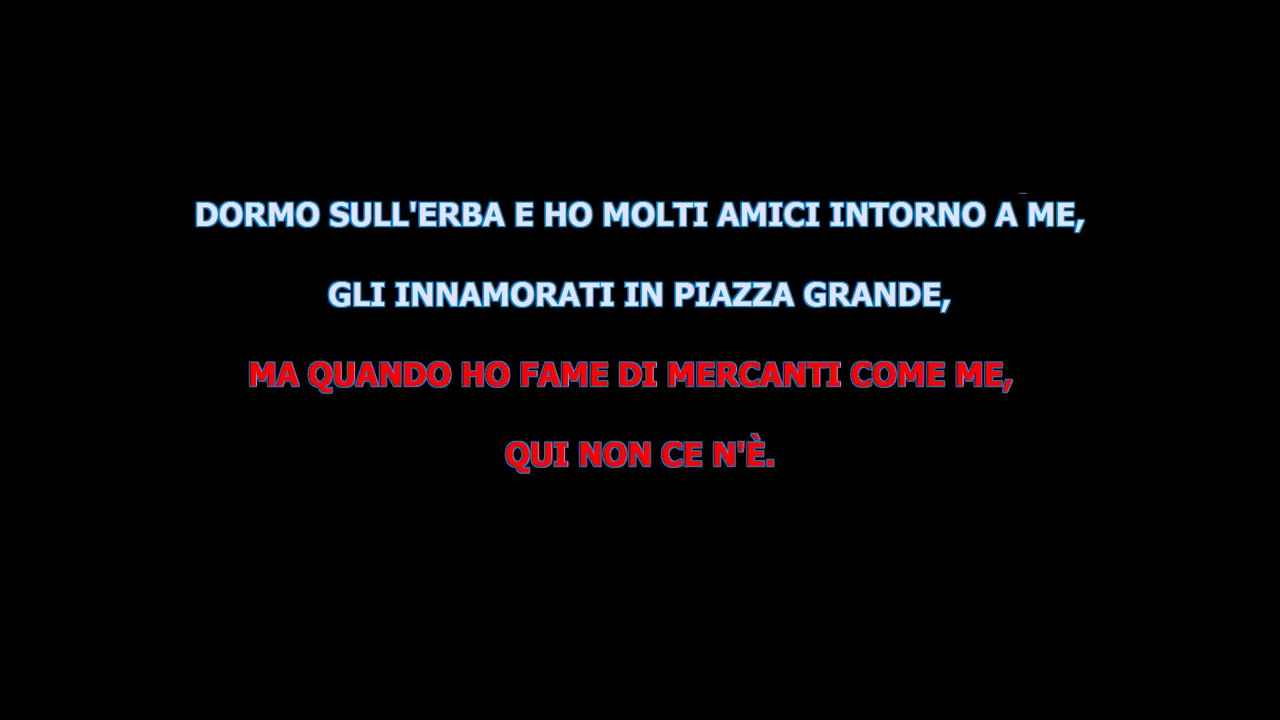 DORMO SULL'ERBA E HO MOLTI AMICI INTORNO A ME,
GLI INNAMORATI IN PIAZZA GRANDE,
MA QUANDO HO FAME DI MERCANTI COME ME,
QUI NON CE N'È.